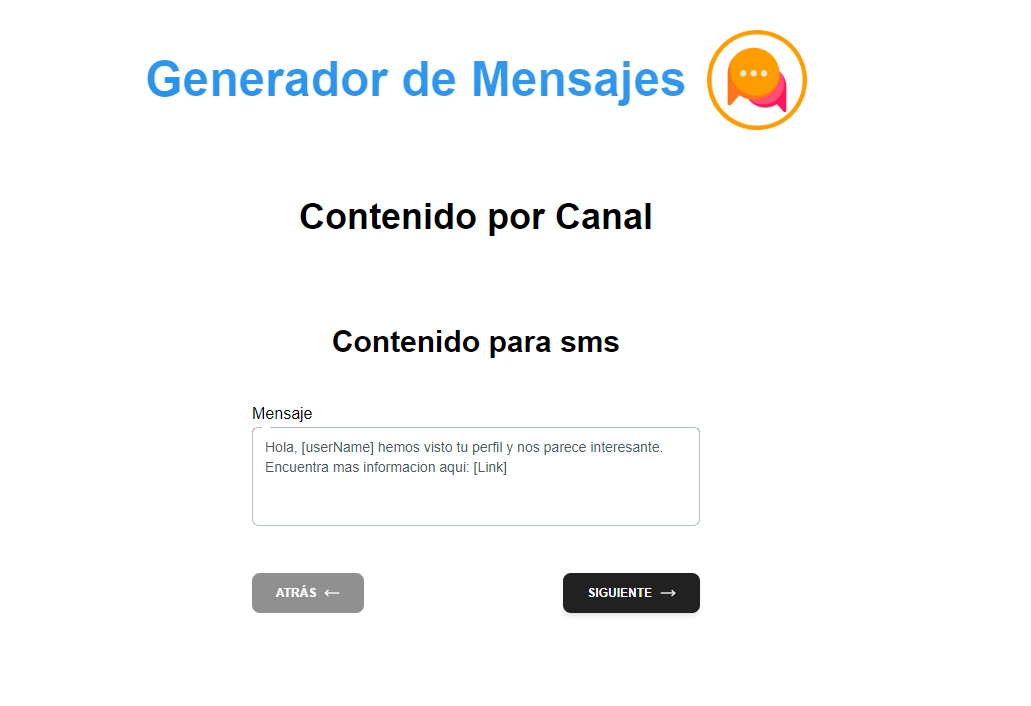 Generador de Mensajes
Contenido por Canal
Contenido para sms
Mensaje
Hola, [userName] hemos visto tu perfil y nos parece interesante.
Encuentra mas informacion aqui: [Link]
ATRÁS
SIGUIENTE